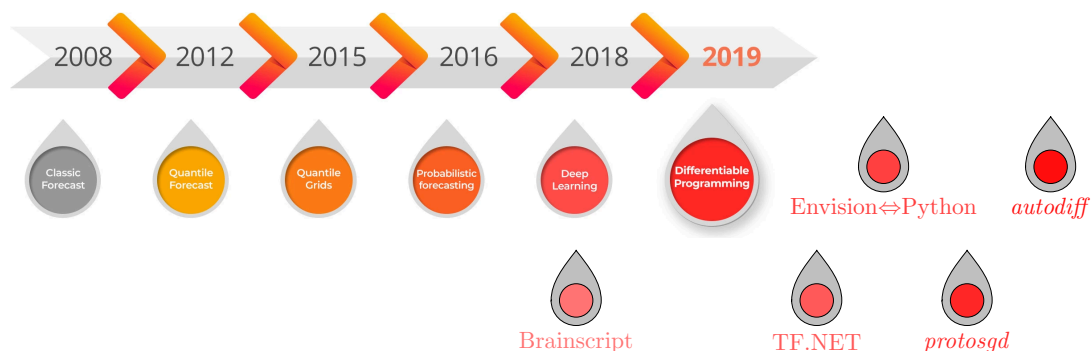 2008 2012 2015 2016 2018 2019
Classic
Forecast
Quantile
Forecast
Quantile
Grids
Probabilistic
forecasting
Deep
Learning
Differentiable
Programming
Envision⇔Python
autodiff
Brainscript
TF.NET
protosgd